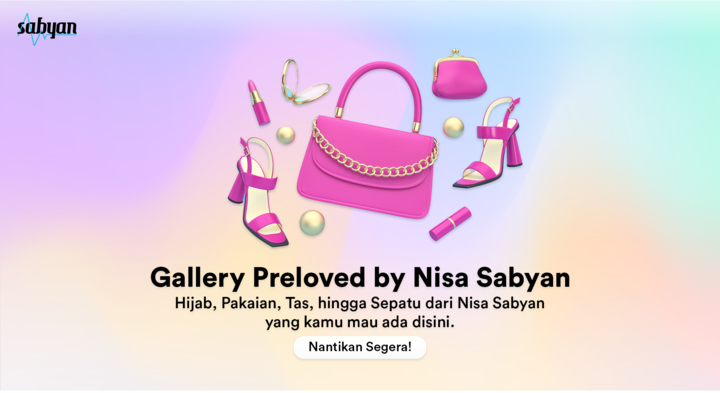 sabyan
Gallery Preloved by Nisa Sabyan
Hijab, Pakaian, Tas, hingga Sepatu dari Nisa Sabyan
yang kamu mau ada disini.
Nantikan Segera!